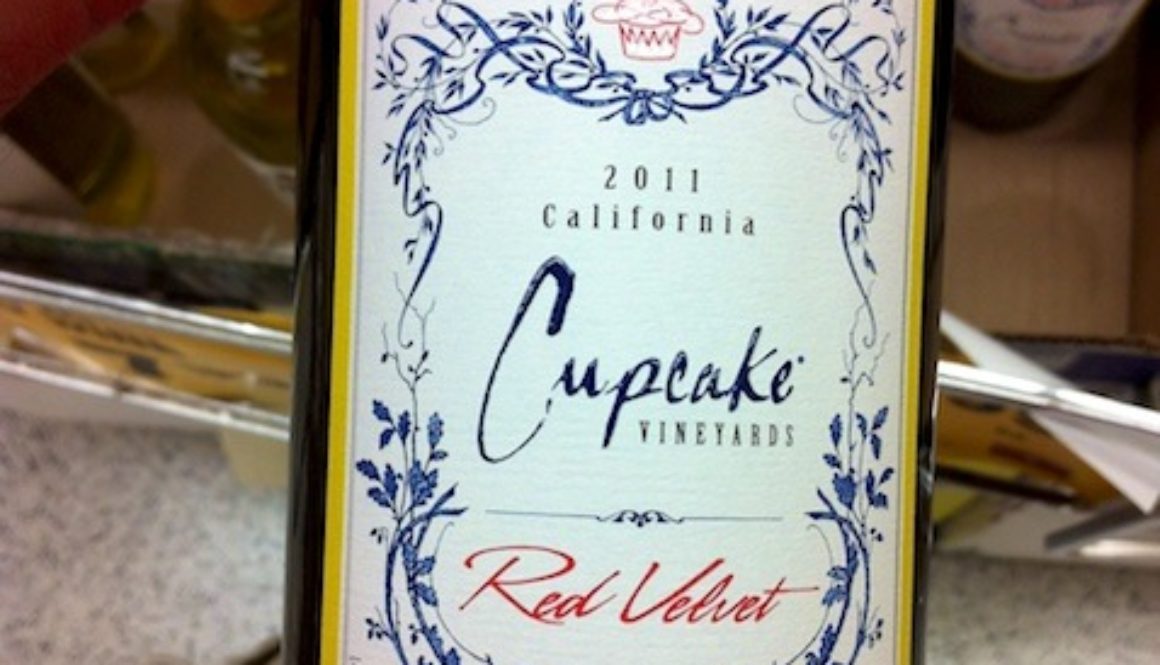 2011
California
Cupcake
VINEYARDS
Red Velvet